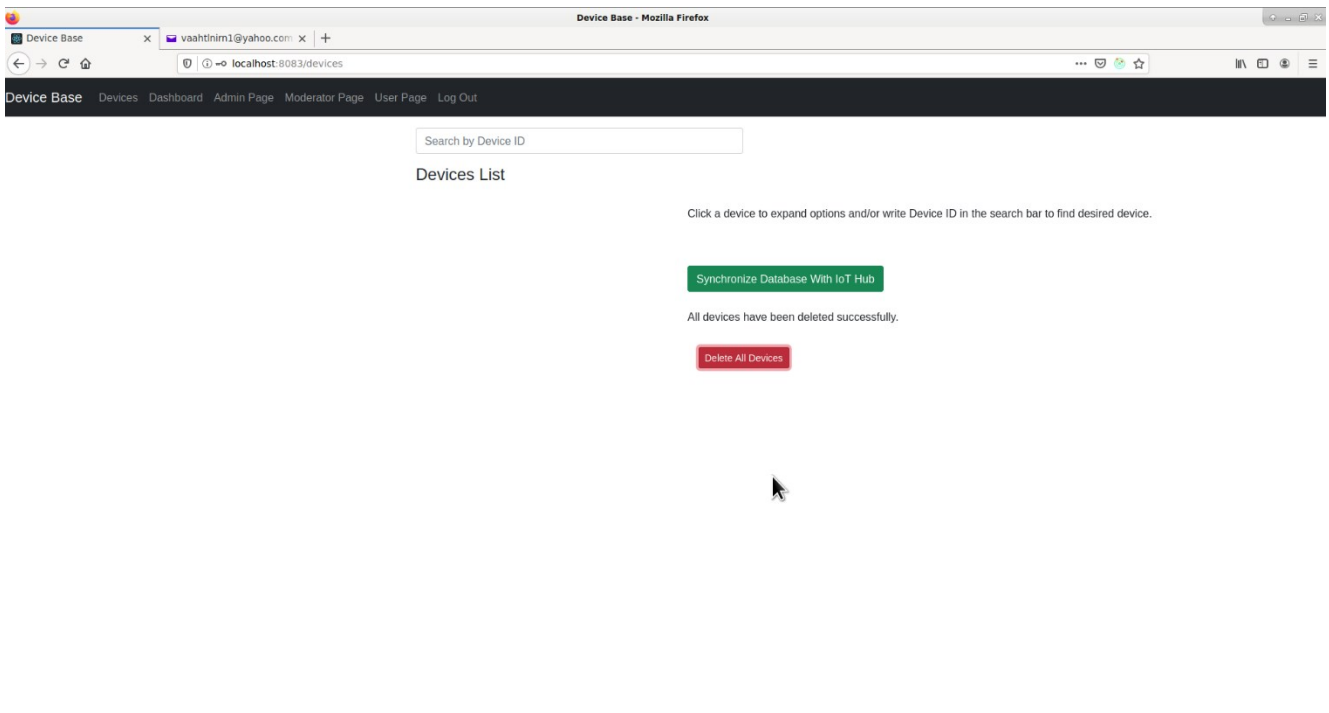 Device Base - Mozilla Firefox
Device Base vaahtlnirn1@yahoo.com
localhost:8083/devices
Device Base Devices Dashboard Admin Page Moderator Page User Page Log Out
Search by Device ID
Devices List
Click a device to expand options and/or write Device ID in the search bar to find desired device.
Synchronize Database With IoT Hub
All devices have been deleted successfully.
Delete All Devices